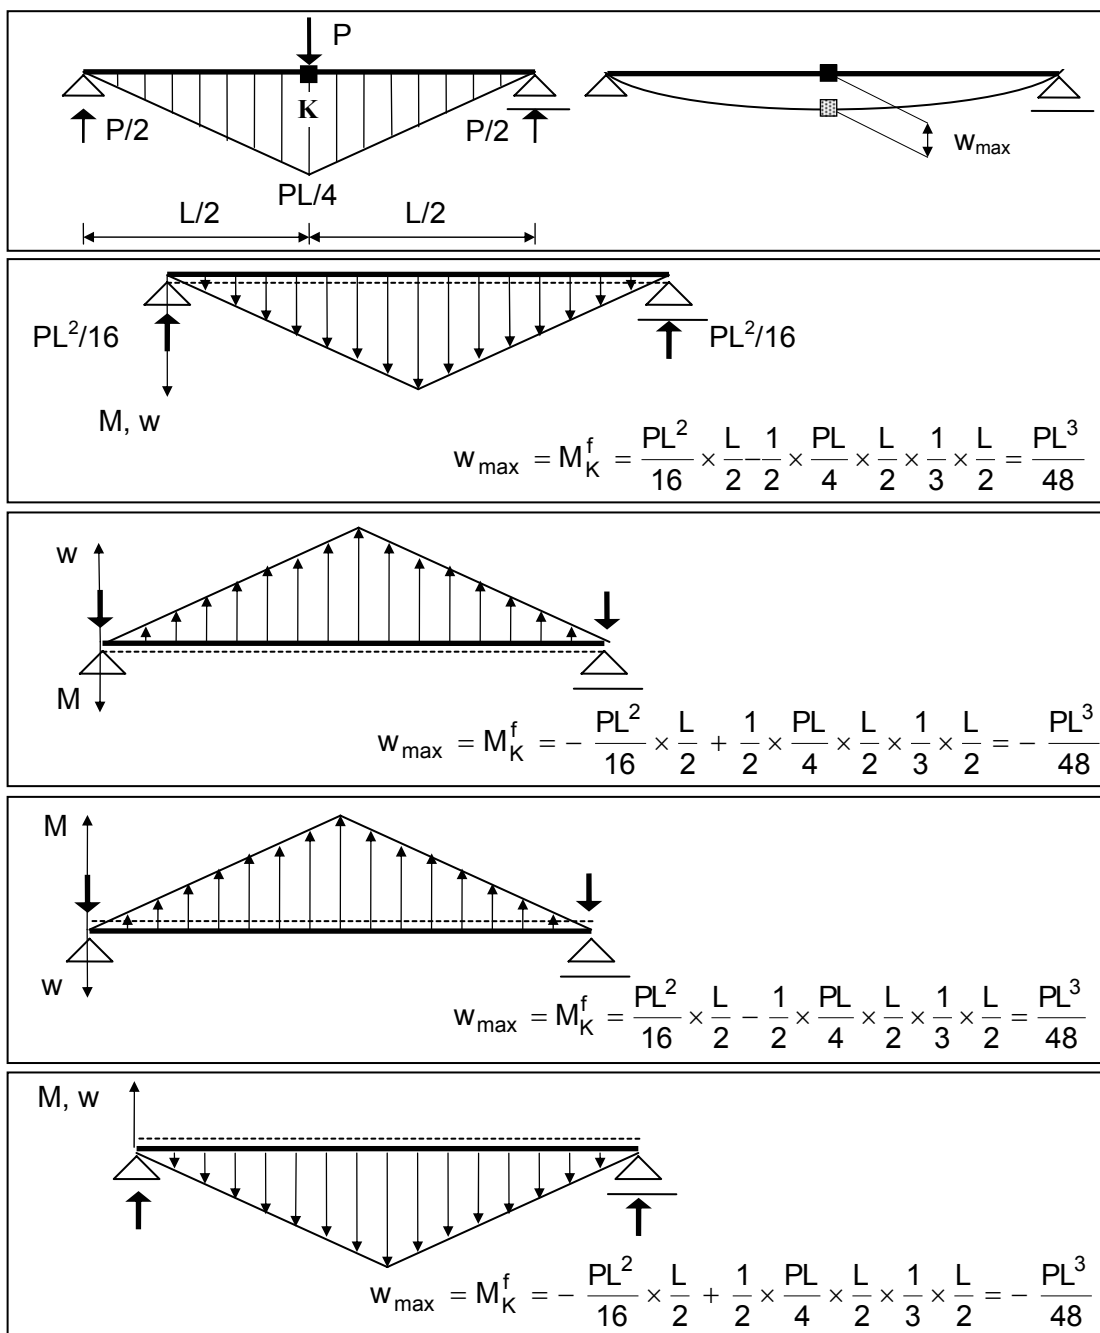 P
K
P/2
P/2
w_max
PL/4
L/2
L/2
PL²/16
PL²/16
M, w
w_max = M_K^f = PL²/16 × L/2 − 1/2 × PL/4 × L/2 × 1/3 × L/2 = PL³/48
w
M
w_max = M_K^f = − PL²/16 × L/2 + 1/2 × PL/4 × L/2 × 1/3 × L/2 = − PL³/48
M
w
w_max = M_K^f = PL²/16 × L/2 − 1/2 × PL/4 × L/2 × 1/3 × L/2 = PL³/48
M, w
w_max = M_K^f = − PL²/16 × L/2 + 1/2 × PL/4 × L/2 × 1/3 × L/2 = − PL³/48